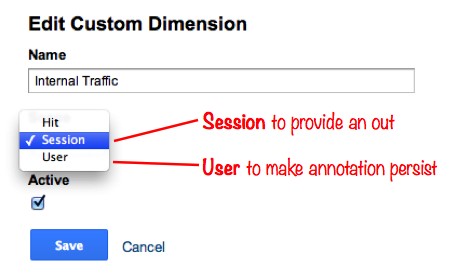 Edit Custom Dimension
Name
Internal Traffic
Hit
✓ Session
User
Session to provide an out
User to make annotation persist
Active
Save
Cancel